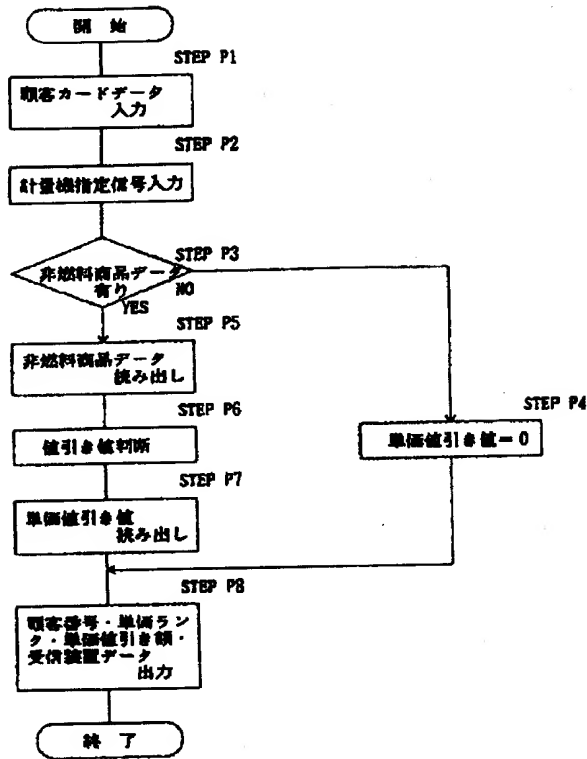 開 始
STEP P1
顧客カードデータ
入力
STEP P2
計量機指定信号入力
STEP P3
非燃料商品データ
有り
NO
YES
STEP P5
非燃料商品データ
読み出し
STEP P4
単価値引き値=0
STEP P6
値引き値判断
STEP P7
単価値引き値
読み出し
STEP P8
顧客番号・単価ラン
ク・単価値引き額・
受信装置データ
出力
終 了